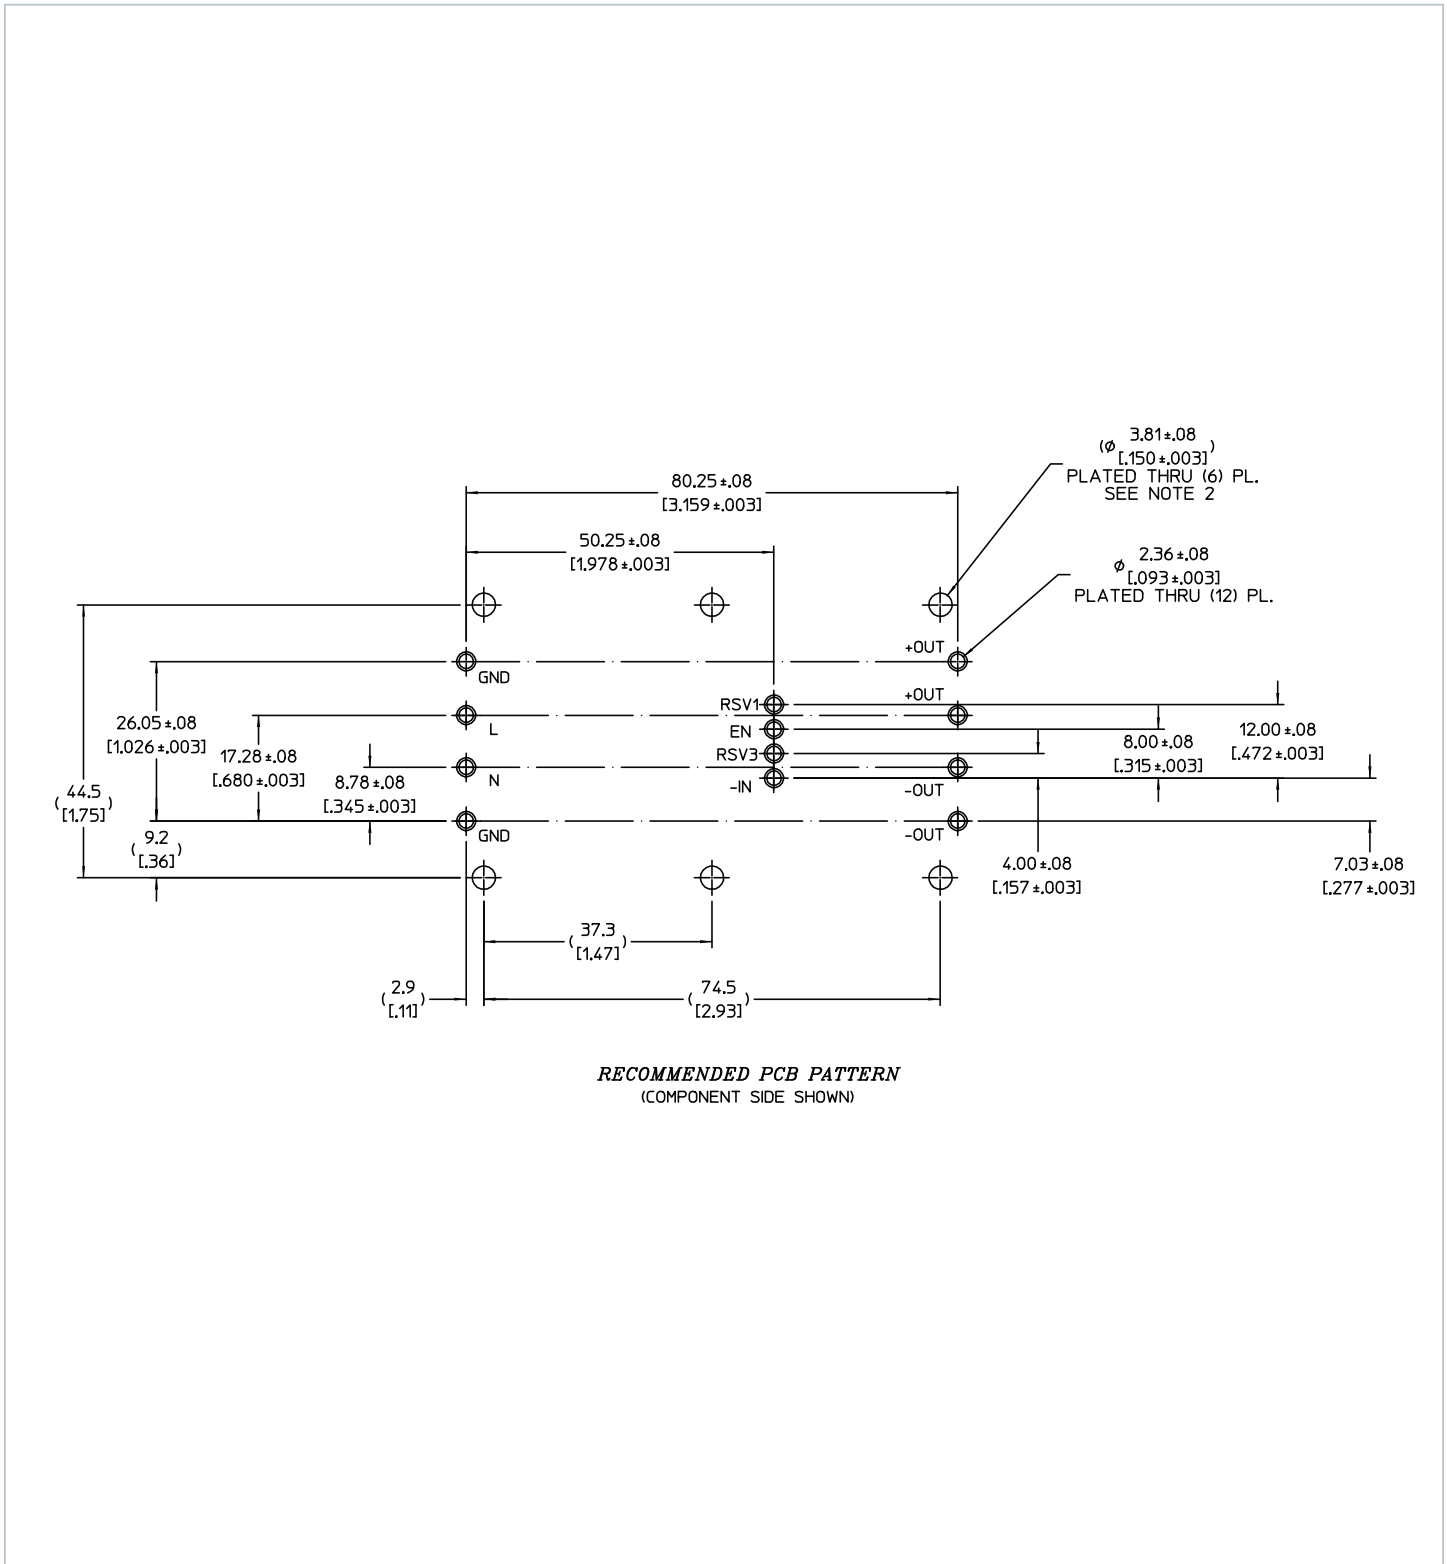 (ø 3.81±.08 )
[.150±.003]
PLATED THRU (6) PL.
SEE NOTE 2
80.25±.08
[3.159±.003]
50.25±.08
[1.978±.003]
ø 2.36±.08
[.093±.003]
PLATED THRU (12) PL.
+OUT
GND
+OUT
RSV1
L
EN
RSV3
N
-IN
-OUT
GND
-OUT
26.05±.08
[1.026±.003]
17.28±.08
[.680±.003]
8.78±.08
[.345±.003]
(44.5)
[1.75]
(9.2)
[.36]
12.00±.08
[.472±.003]
8.00±.08
[.315±.003]
4.00±.08
[.157±.003]
7.03±.08
[.277±.003]
(37.3)
[1.47]
(2.9)
[.11]
(74.5)
[2.93]
RECOMMENDED PCB PATTERN
(COMPONENT SIDE SHOWN)